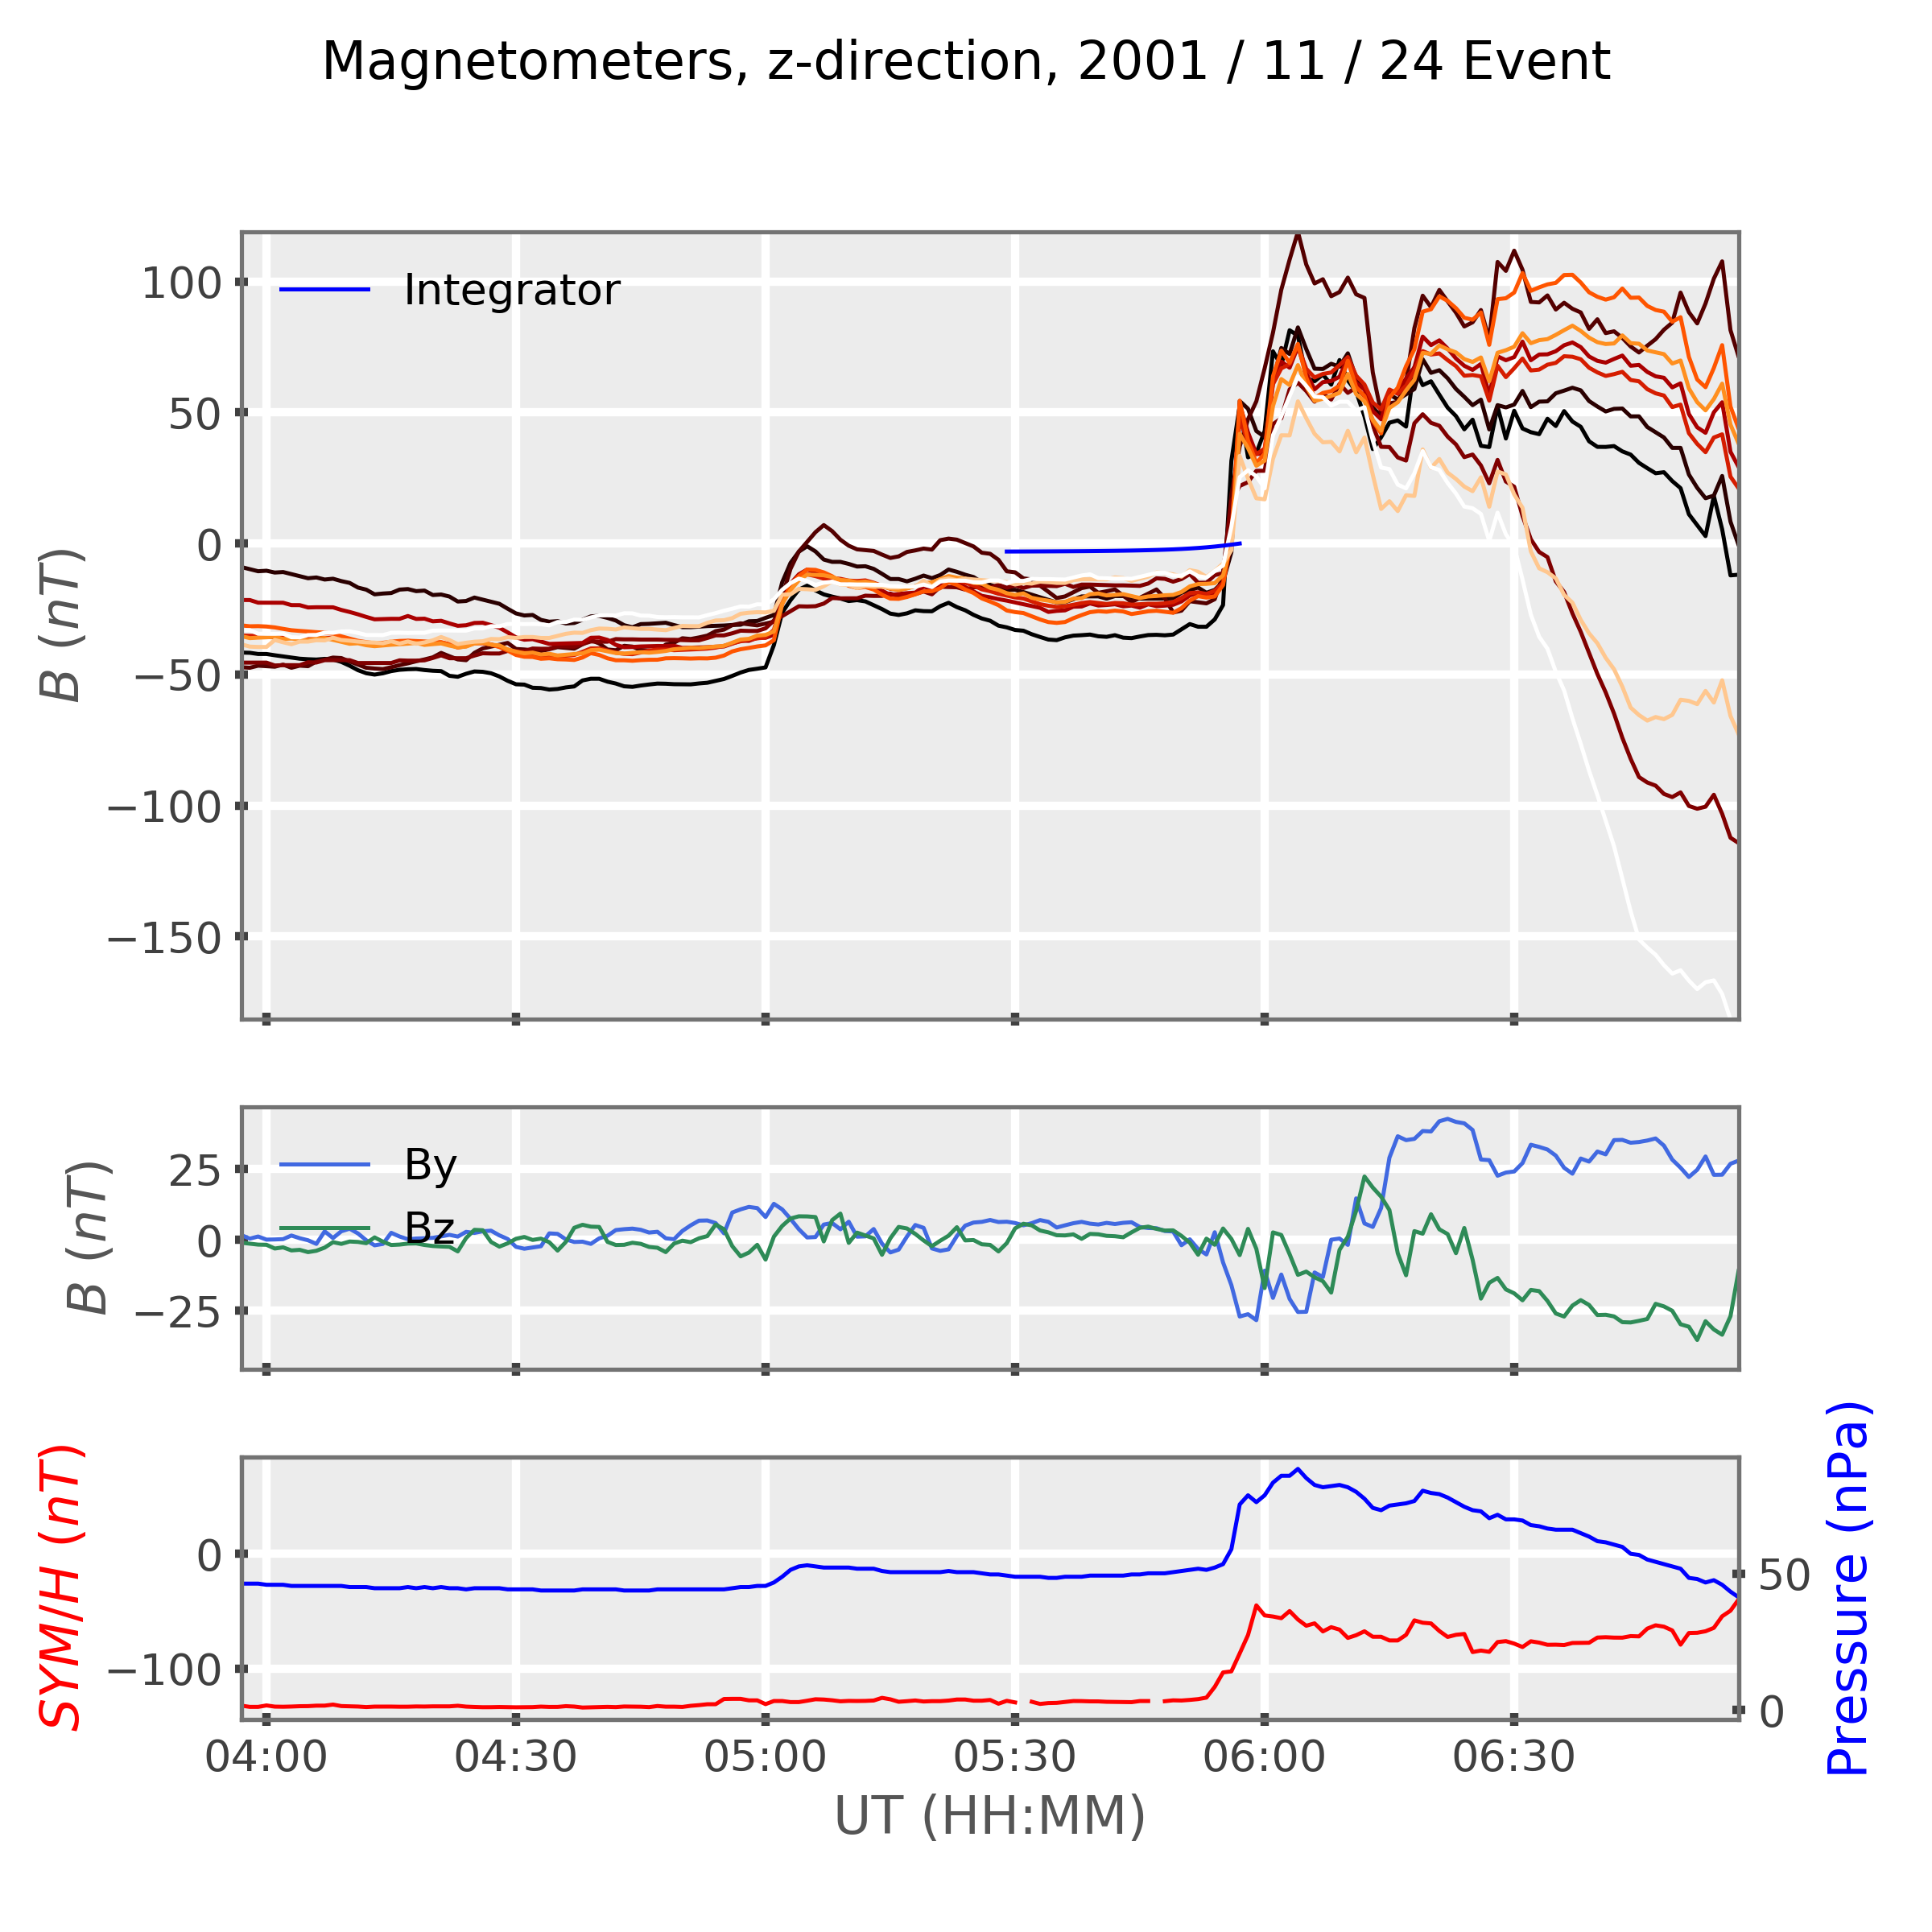 Magnetometers, z-direction, 2001 / 11 / 24 Event
B (nT)
100
50
0
−50
−100
−150
Integrator
B (nT)
25
0
−25
By
Bz
SYM/H (nT)
0
−100
50
0
Pressure (nPa)
04:00 04:30 05:00 05:30 06:00 06:30
UT (HH:MM)